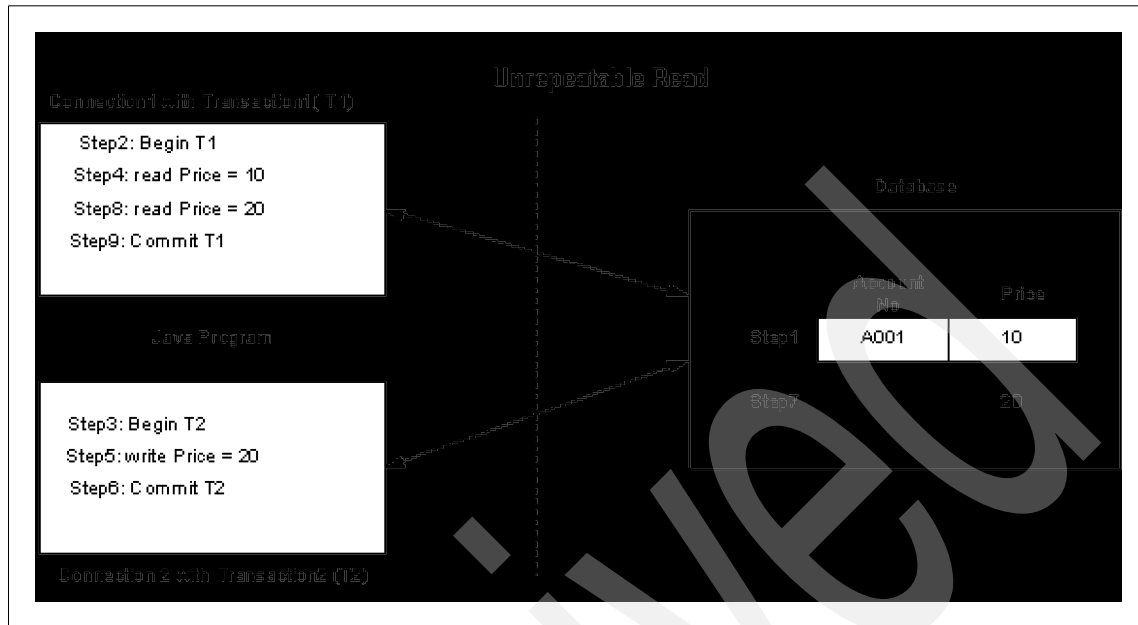 Unrepeatable Read
Connection1 with Transaction1( T1)
Step2: Begin T1
Step4: read Price = 10
Step8: read Price = 20
Step9: Commit T1
Java Program
Step3: Begin T2
Step5: write Price = 20
Step6: Commit T2
Connection 2 with Transaction2 (T2)
Database
Account
No
Price
Step1
A001
10
Step7
20